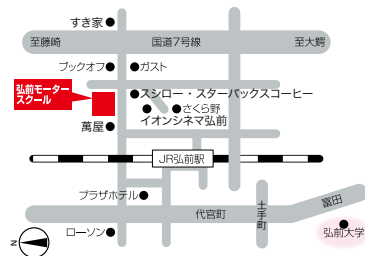 すき家
至藤崎
国道7号線
至大鰐
ブックオフ
ガスト
弘前モーター
スクール
スシロー・スターバックスコーヒー
さくら野
イオンシネマ弘前
萬屋
JR弘前駅
プラザホテル
代官町
土手町
富田
ローソン
弘前大学
N